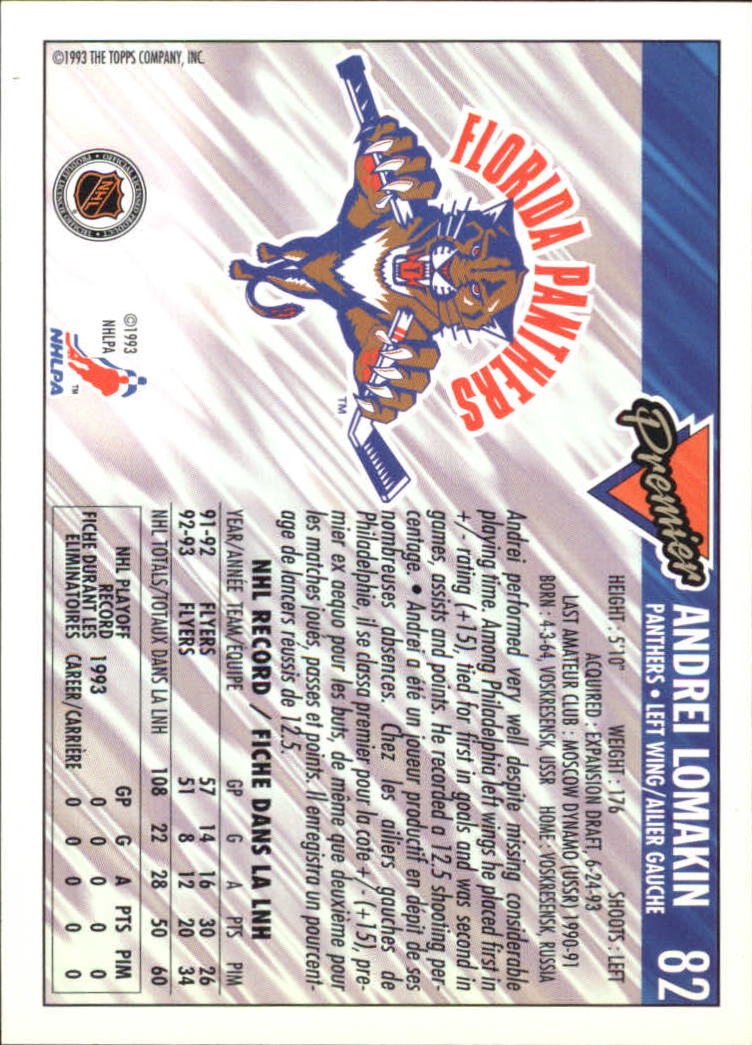 82
ANDREI LOMAKIN
PANTHERS • LEFT WING/AILIER GAUCHE
Premier
HEIGHT : 5'10" WEIGHT : 176 SHOOTS : LEFT
ACQUIRED : EXPANSION DRAFT, 6-24-93
LAST AMATEUR CLUB : MOSCOW DYNAMO (USSR) 1990-91
BORN : 4-3-64, VOSKRESENSK, USSR HOME : VOSKRESENSK, RUSSIA
FLORIDA PANTHERS
TM
Andrei performed very well despite missing considerable
playing time. Among Philadelphia left wings he placed first in
+/- rating (+15), tied for first in goals and was second in
games, assists and points. He recorded a 12.5 shooting per-
centage. • Andrei a été un joueur productif en dépit de ses
nombreuses absences. Chez les ailiers gauches de
Philadelphie, il se classa premier pour la cote +/- (+15), pre-
mier ex aequo pour les buts, de même que deuxième pour
les matches joués, passes et points. Il enregistra un pourcent-
age de lancers réussis de 12.5.
NHL RECORD / FICHE DANS LA LNH
YEAR/ANNÉE TEAM/ÉQUIPE GP G A PTS PIM
91-92 FLYERS 57 14 16 30 26
92-93 FLYERS 51 8 12 20 34
NHL TOTALS/TOTAUX DANS LA LNH 108 22 28 50 60
NHL PLAYOFF GP G A PTS PIM
RECORD 1993 0 0 0 0 0
FICHE DURANT LES
ÉLIMINATOIRES CAREER/CARRIÈRE 0 0 0 0 0
©1993 THE TOPPS COMPANY, INC.
NHL
©1993
NHLPA
NHLPA
TM